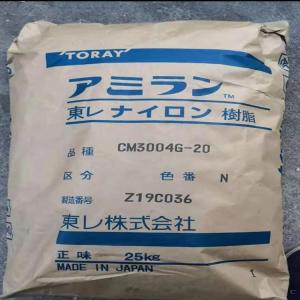 TORAY
アミラン™
東レ ナイロン 樹脂
品種 CM3004G-20
区分 色番 N
製造番号 Z19C036
東レ株式会社
正味 25kg
MADE IN JAPAN